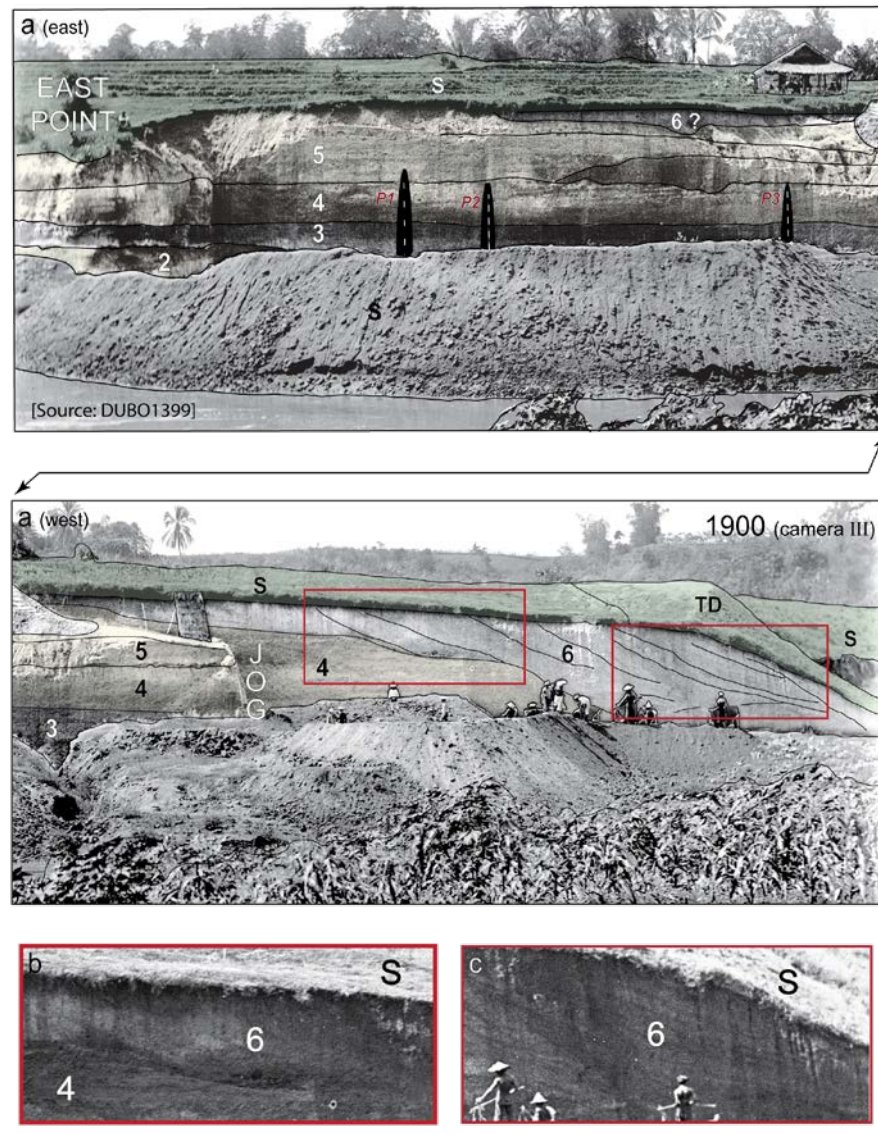 a (east)
EAST
POINT
S
6 ?
5
4
3
2
P1
P2
P3
S
[Source: DUBO1399]
a (west)
1900 (camera III)
S
TD
S
5
4
3
J
O
G
4
6
b
S
6
4
c
S
6